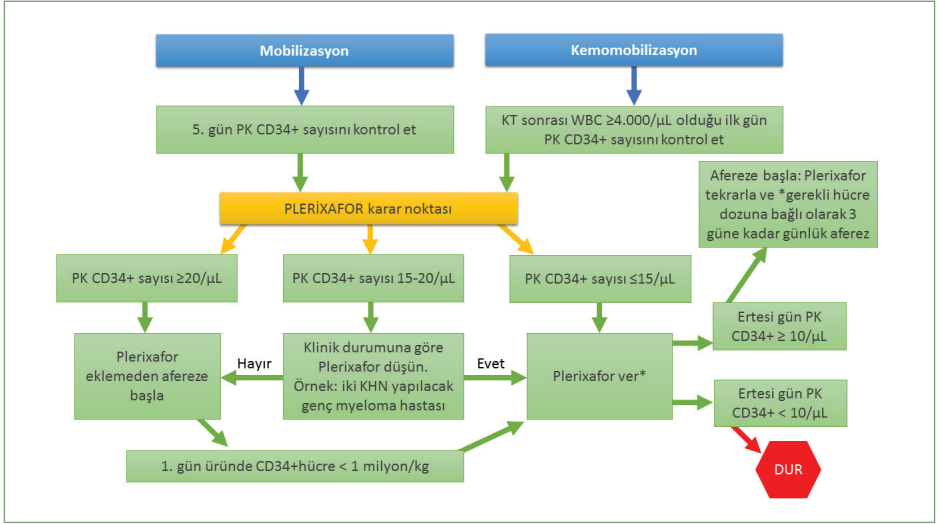 Mobilizasyon
Kemomobilizasyon
5. gün PK CD34+ sayısını kontrol et
KT sonrası WBC ≥4.000/µL olduğu ilk gün
PK CD34+ sayısını kontrol et
PLERİXAFOR karar noktası
Afereze başla: Plerixafor
tekrarla ve *gerekli hücre
dozuna bağlı olarak 3
güne kadar günlük aferez
PK CD34+ sayısı ≥20/µL
PK CD34+ sayısı 15-20/µL
PK CD34+ sayısı ≤15/µL
Plerixafor
eklemeden afereze
başla
Hayır
Klinik durumuna göre
Plerixafor düşün.
Örnek: iki KHN yapılacak
genç myeloma hastası
Evet
Plerixafor ver*
Ertesi gün PK
CD34+ ≥ 10/µL
Ertesi gün PK
CD34+ < 10/µL
1. gün üründe CD34+hücre < 1 milyon/kg
DUR